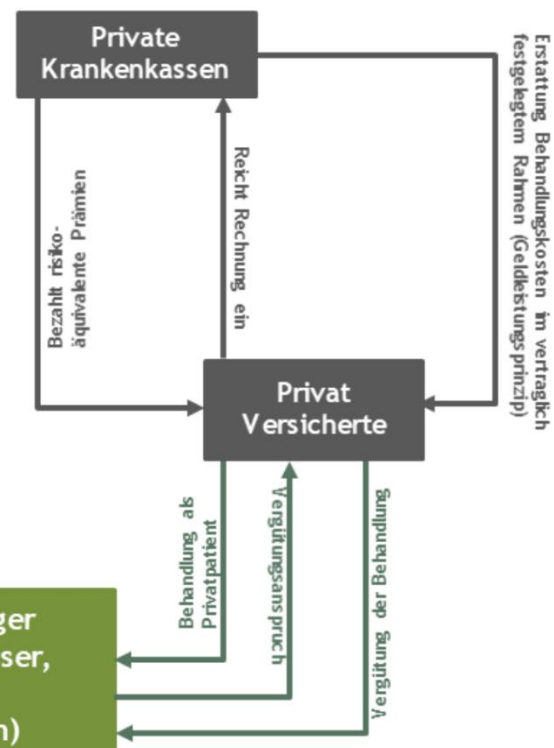 Private
Krankenkassen
Erstattung Behandlungskosten im vertraglich
festgelegtem Rahmen (Geldleistungsprinzip)
Bezahlt risiko-
äquivalente Prämien
Reicht Rechnung ein
Privat
Versicherte
Behandlung als
Privatpatient
Vergütungsanspruch
Vergütung der Behandlung
ger
ser,
n)